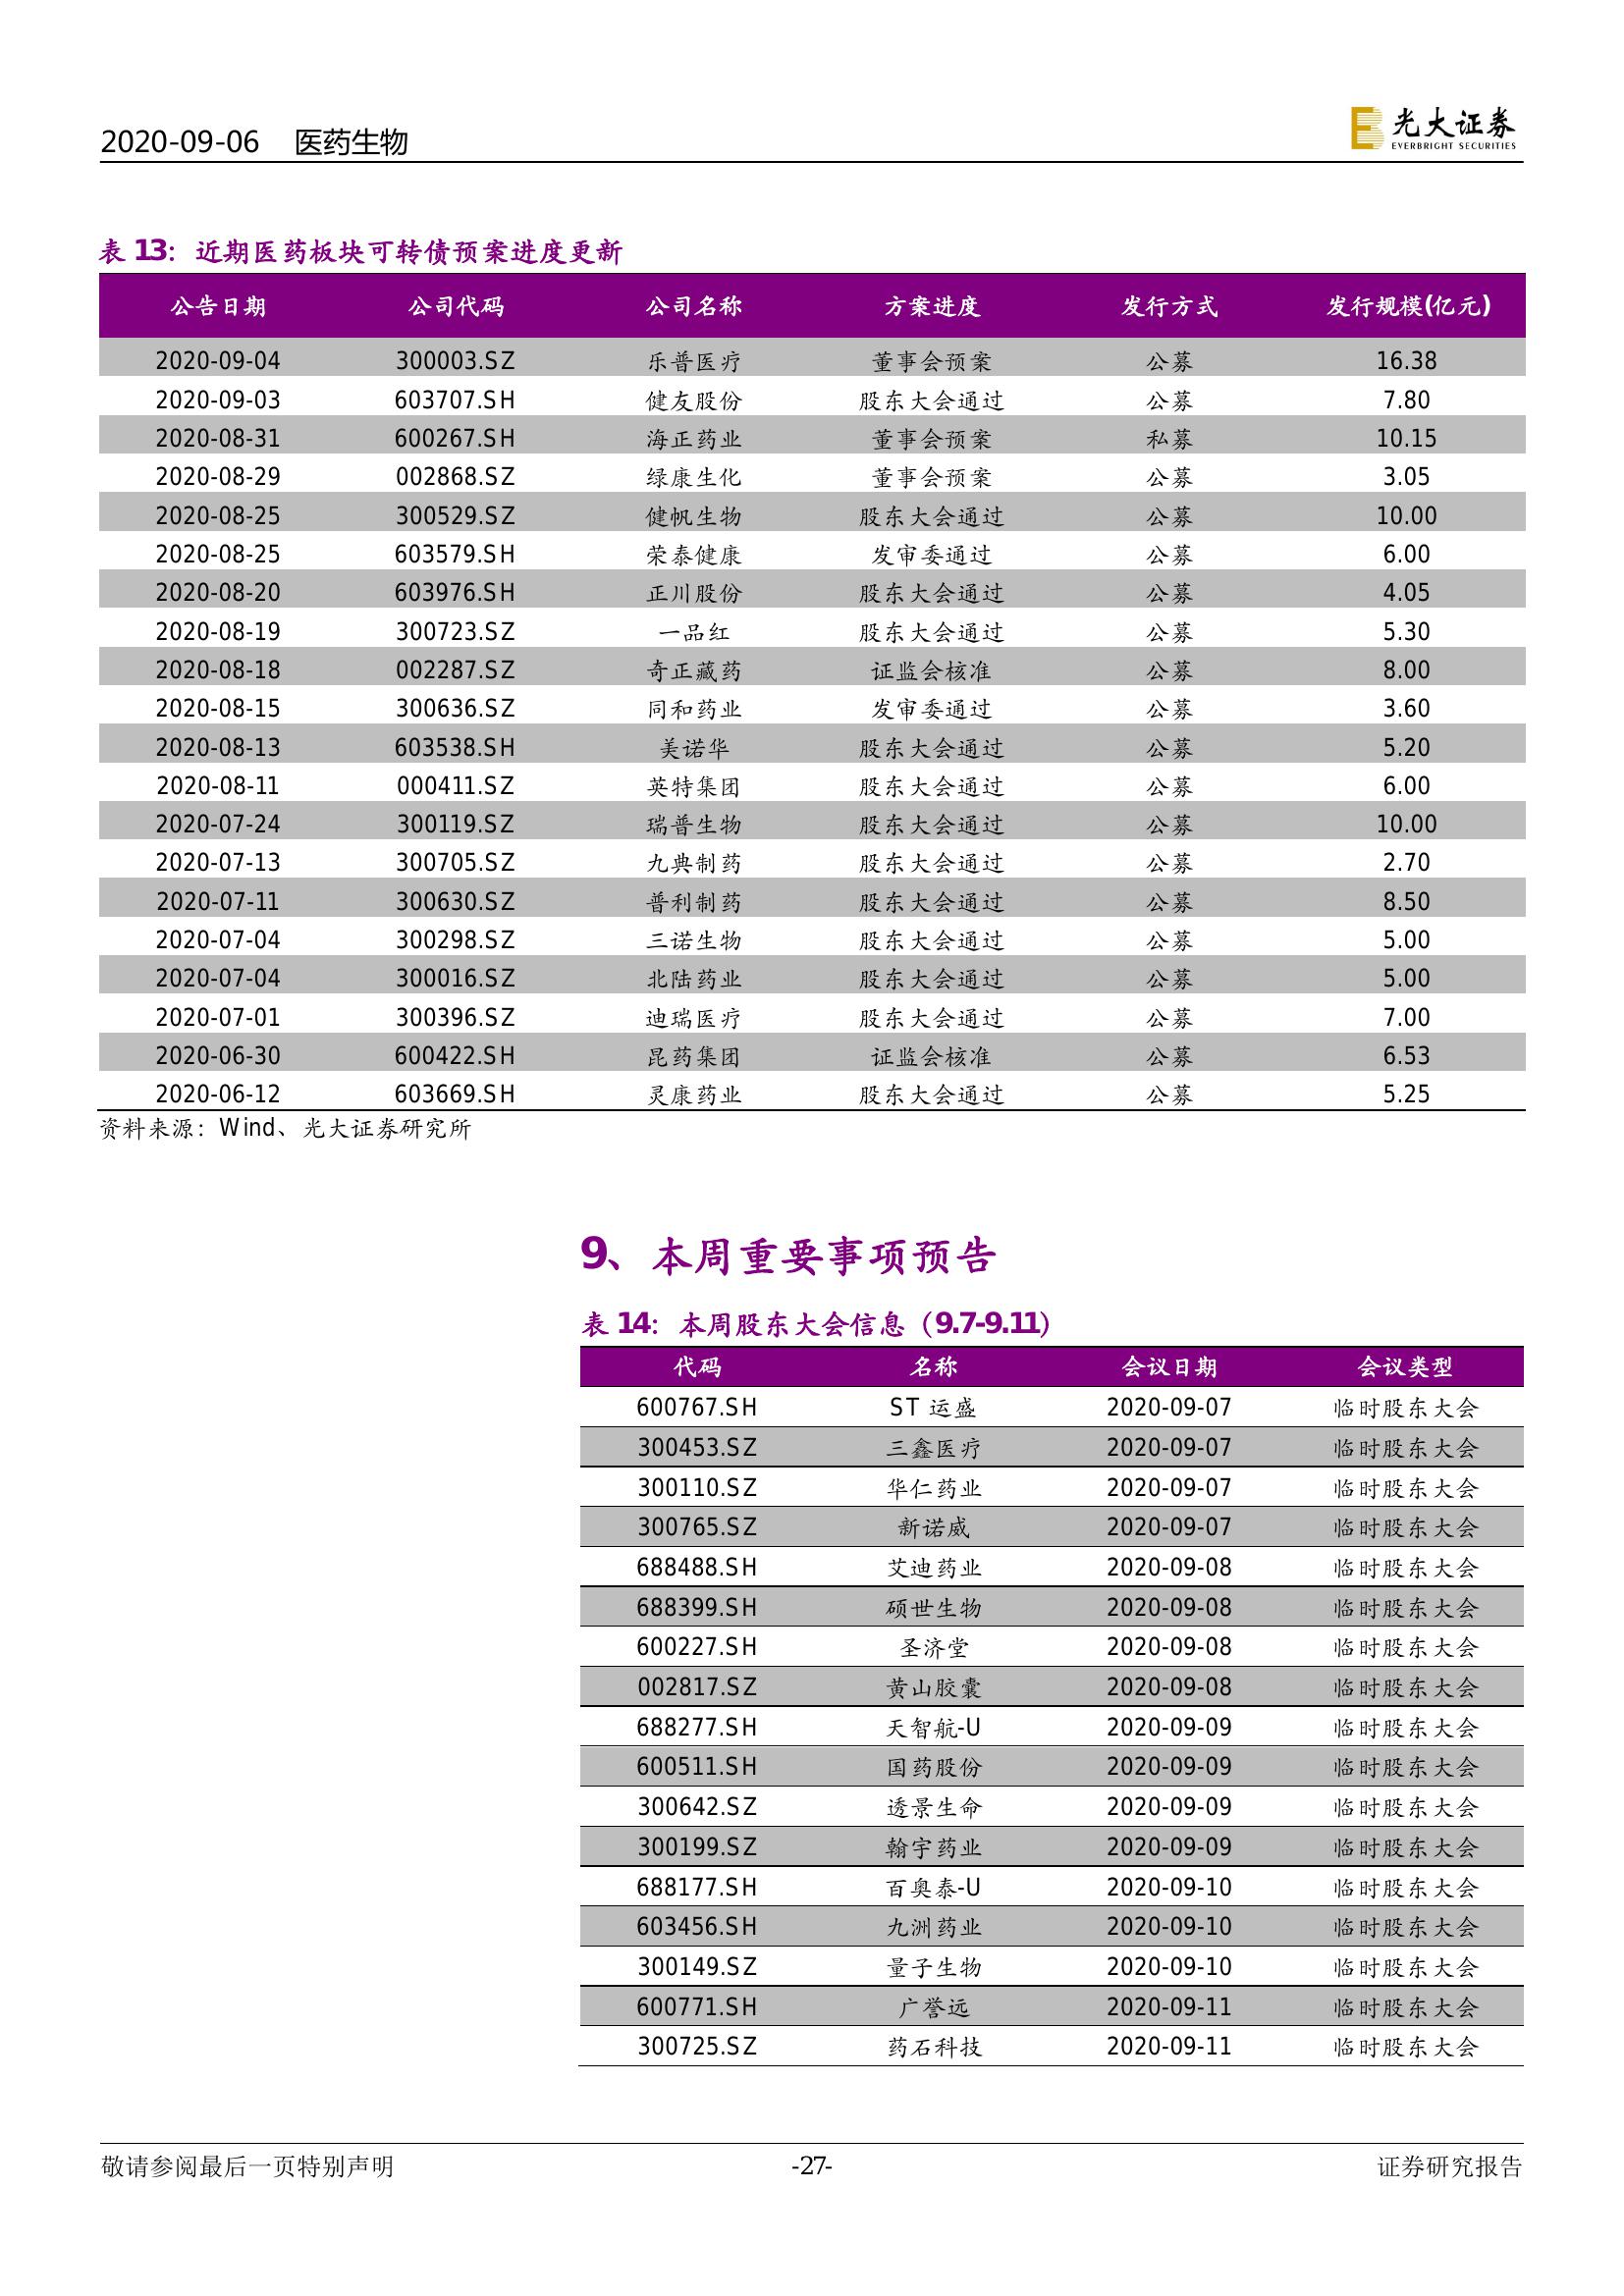 2020-09-06 医药生物
光大证券
EVERBRIGHT SECURITIES
表 13：近期医药板块可转债预案进度更新
公告日期 公司代码 公司名称 方案进度 发行方式 发行规模(亿元)
2020-09-04 300003.SZ 乐普医疗 董事会预案 公募 16.38
2020-09-03 603707.SH 健友股份 股东大会通过 公募 7.80
2020-08-31 600267.SH 海正药业 董事会预案 私募 10.15
2020-08-29 002868.SZ 绿康生化 董事会预案 公募 3.05
2020-08-25 300529.SZ 健帆生物 股东大会通过 公募 10.00
2020-08-25 603579.SH 荣泰健康 发审委通过 公募 6.00
2020-08-20 603976.SH 正川股份 股东大会通过 公募 4.05
2020-08-19 300723.SZ 一品红 股东大会通过 公募 5.30
2020-08-18 002287.SZ 奇正藏药 证监会核准 公募 8.00
2020-08-15 300636.SZ 同和药业 发审委通过 公募 3.60
2020-08-13 603538.SH 美诺华 股东大会通过 公募 5.20
2020-08-11 000411.SZ 英特集团 股东大会通过 公募 6.00
2020-07-24 300119.SZ 瑞普生物 股东大会通过 公募 10.00
2020-07-13 300705.SZ 九典制药 股东大会通过 公募 2.70
2020-07-11 300630.SZ 普利制药 股东大会通过 公募 8.50
2020-07-04 300298.SZ 三诺生物 股东大会通过 公募 5.00
2020-07-04 300016.SZ 北陆药业 股东大会通过 公募 5.00
2020-07-01 300396.SZ 迪瑞医疗 股东大会通过 公募 7.00
2020-06-30 600422.SH 昆药集团 证监会核准 公募 6.53
2020-06-12 603669.SH 灵康药业 股东大会通过 公募 5.25
资料来源：Wind、光大证券研究所
9、本周重要事项预告
表 14：本周股东大会信息（9.7-9.11）
代码 名称 会议日期 会议类型
600767.SH ST 运盛 2020-09-07 临时股东大会
300453.SZ 三鑫医疗 2020-09-07 临时股东大会
300110.SZ 华仁药业 2020-09-07 临时股东大会
300765.SZ 新诺威 2020-09-07 临时股东大会
688488.SH 艾迪药业 2020-09-08 临时股东大会
688399.SH 硕世生物 2020-09-08 临时股东大会
600227.SH 圣济堂 2020-09-08 临时股东大会
002817.SZ 黄山胶囊 2020-09-08 临时股东大会
688277.SH 天智航-U 2020-09-09 临时股东大会
600511.SH 国药股份 2020-09-09 临时股东大会
300642.SZ 透景生命 2020-09-09 临时股东大会
300199.SZ 翰宇药业 2020-09-09 临时股东大会
688177.SH 百奥泰-U 2020-09-10 临时股东大会
603456.SH 九洲药业 2020-09-10 临时股东大会
300149.SZ 量子生物 2020-09-10 临时股东大会
600771.SH 广誉远 2020-09-11 临时股东大会
300725.SZ 药石科技 2020-09-11 临时股东大会
敬请参阅最后一页特别声明 -27- 证券研究报告